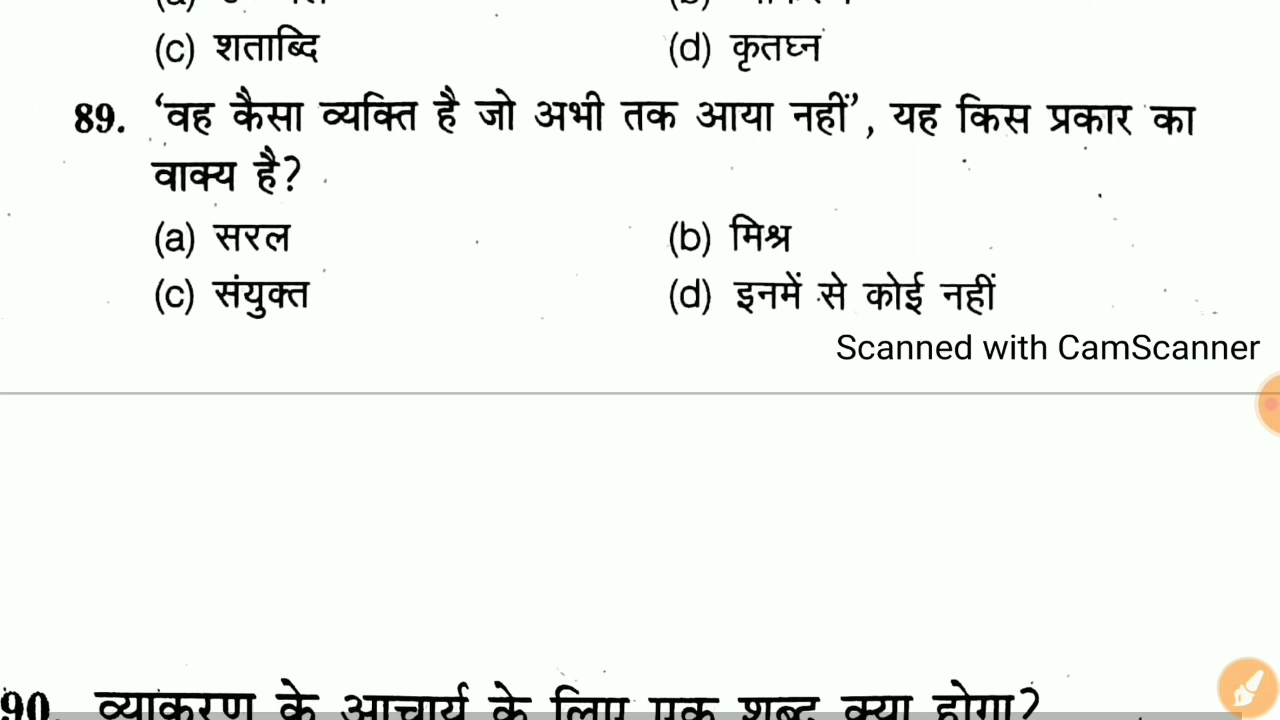 (c) शताब्दि (d) कृतघ्न
89. ‘वह कैसा व्यक्ति है जो अभी तक आया नहीं’, यह किस प्रकार का
वाक्य है?
(a) सरल (b) मिश्र
(c) संयुक्त (d) इनमें से कोई नहीं
Scanned with CamScanner
90. व्याकरण के आचार्य के लिए एक शब्द क्या होगा?